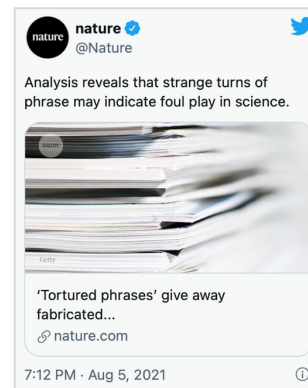 nature
nature
@Nature
Analysis reveals that strange turns of
phrase may indicate foul play in science.
nature
Getty
‘Tortured phrases’ give away
fabricated...
nature.com
7:12 PM · Aug 5, 2021